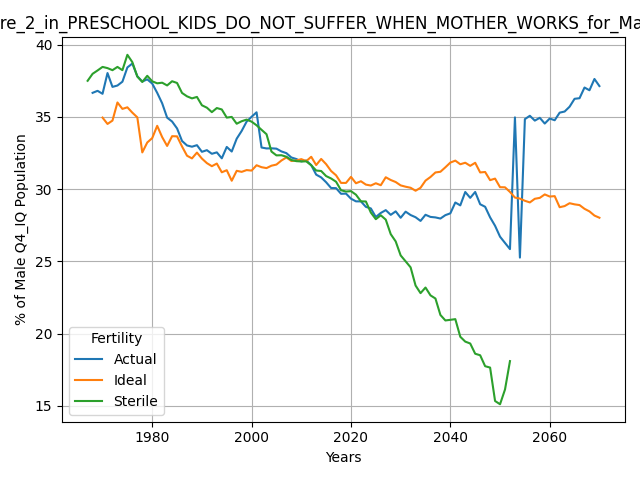 re_2_in_PRESCHOOL_KIDS_DO_NOT_SUFFER_WHEN_MOTHER_WORKS_for_Ma
40
35
30
25
20
15
% of Male Q4_IQ Population
Fertility
Actual
Ideal
Sterile
1980
2000
2020
2040
2060
Years